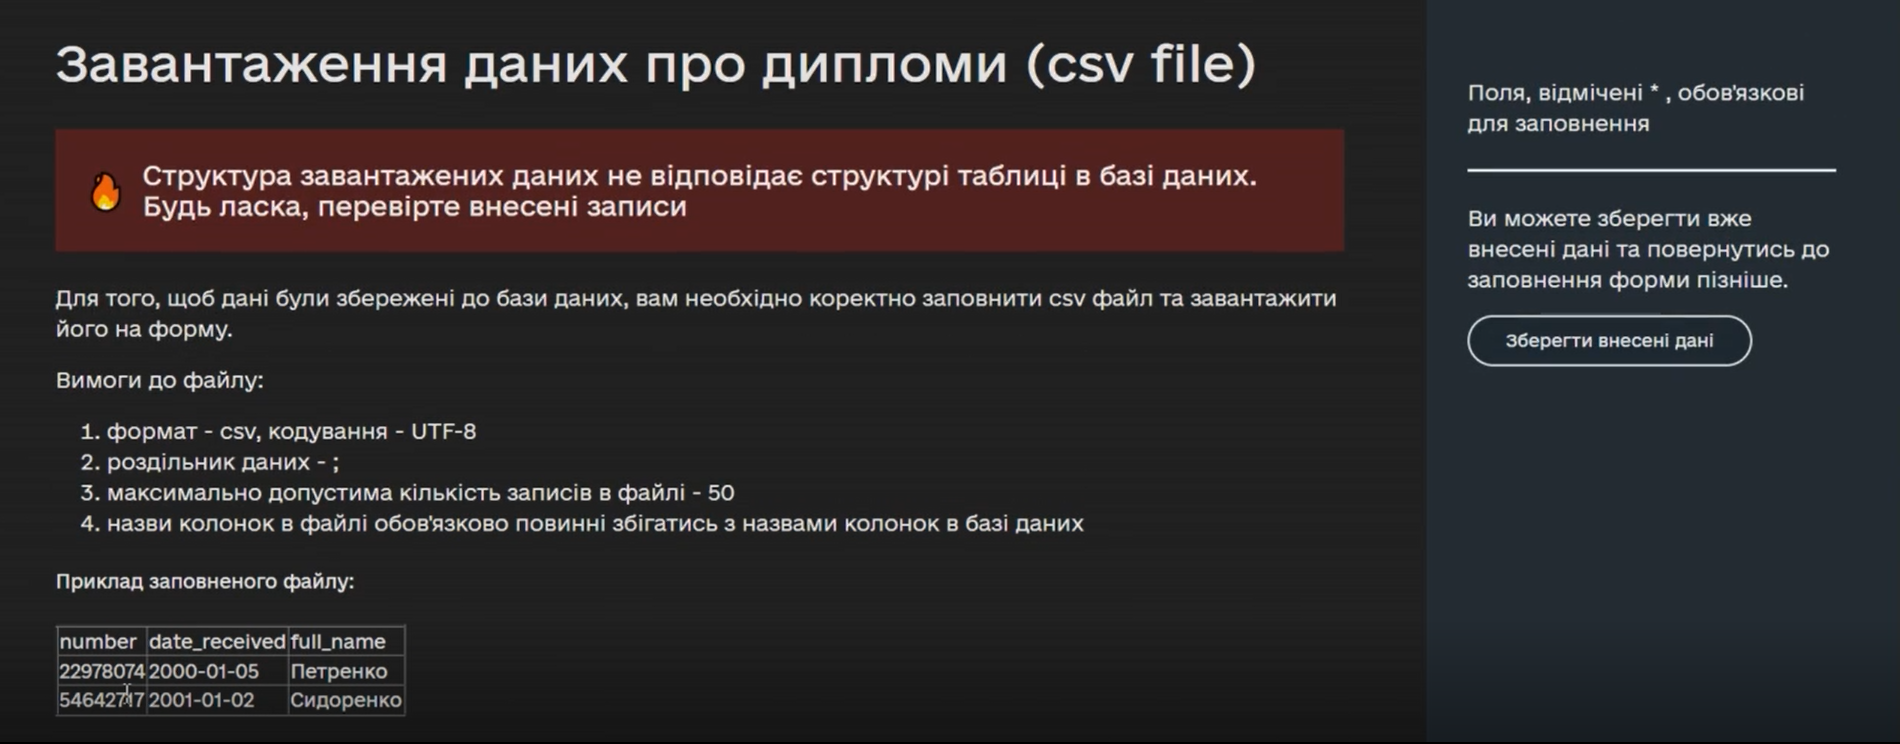 Завантаження даних про дипломи (csv file)
Структура завантажених даних не відповідає структурі таблиці в базі даних.
Будь ласка, перевірте внесені записи
Для того, щоб дані були збережені до бази даних, вам необхідно коректно заповнити csv файл та завантажити
його на форму.
Вимоги до файлу:
1. формат - csv, кодування - UTF-8
2. роздільник даних - ;
3. максимально допустима кількість записів в файлі - 50
4. назви колонок в файлі обов'язково повинні збігатись з назвами колонок в базі даних
Приклад заповненого файлу:
number date_received full_name
22978074 2000-01-05 Петренко
54642717 2001-01-02 Сидоренко
Поля, відмічені * , обов'язкові
для заповнення
Ви можете зберегти вже
внесені дані та повернутись до
заповнення форми пізніше.
Зберегти внесені дані